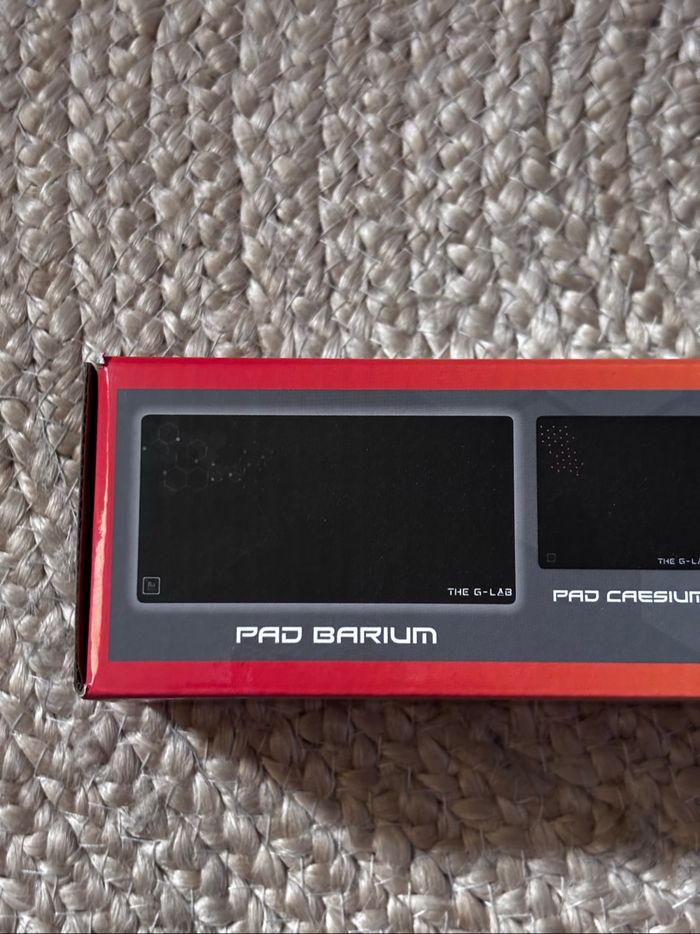 THE G-LAB
PAD BARIUM
THE G-LA
PAD CAESIUM